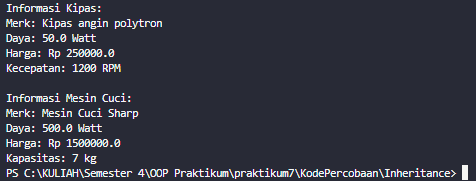 Informasi Kipas:
Merk: Kipas angin polytron
Daya: 50.0 Watt
Harga: Rp 250000.0
Kecepatan: 1200 RPM
Informasi Mesin Cuci:
Merk: Mesin Cuci Sharp
Daya: 500.0 Watt
Harga: Rp 1500000.0
Kapasitas: 7 kg
PS C:\KULIAH\Semester 4\OOP Praktikum\praktikum7\KodePercobaan\Inheritance>